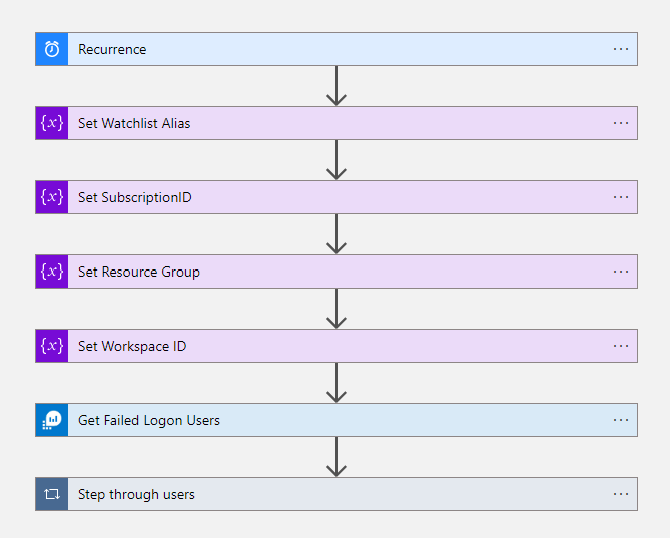 Recurrence
{x} Set Watchlist Alias
{x} Set SubscriptionID
{x} Set Resource Group
{x} Set Workspace ID
Get Failed Logon Users
Step through users